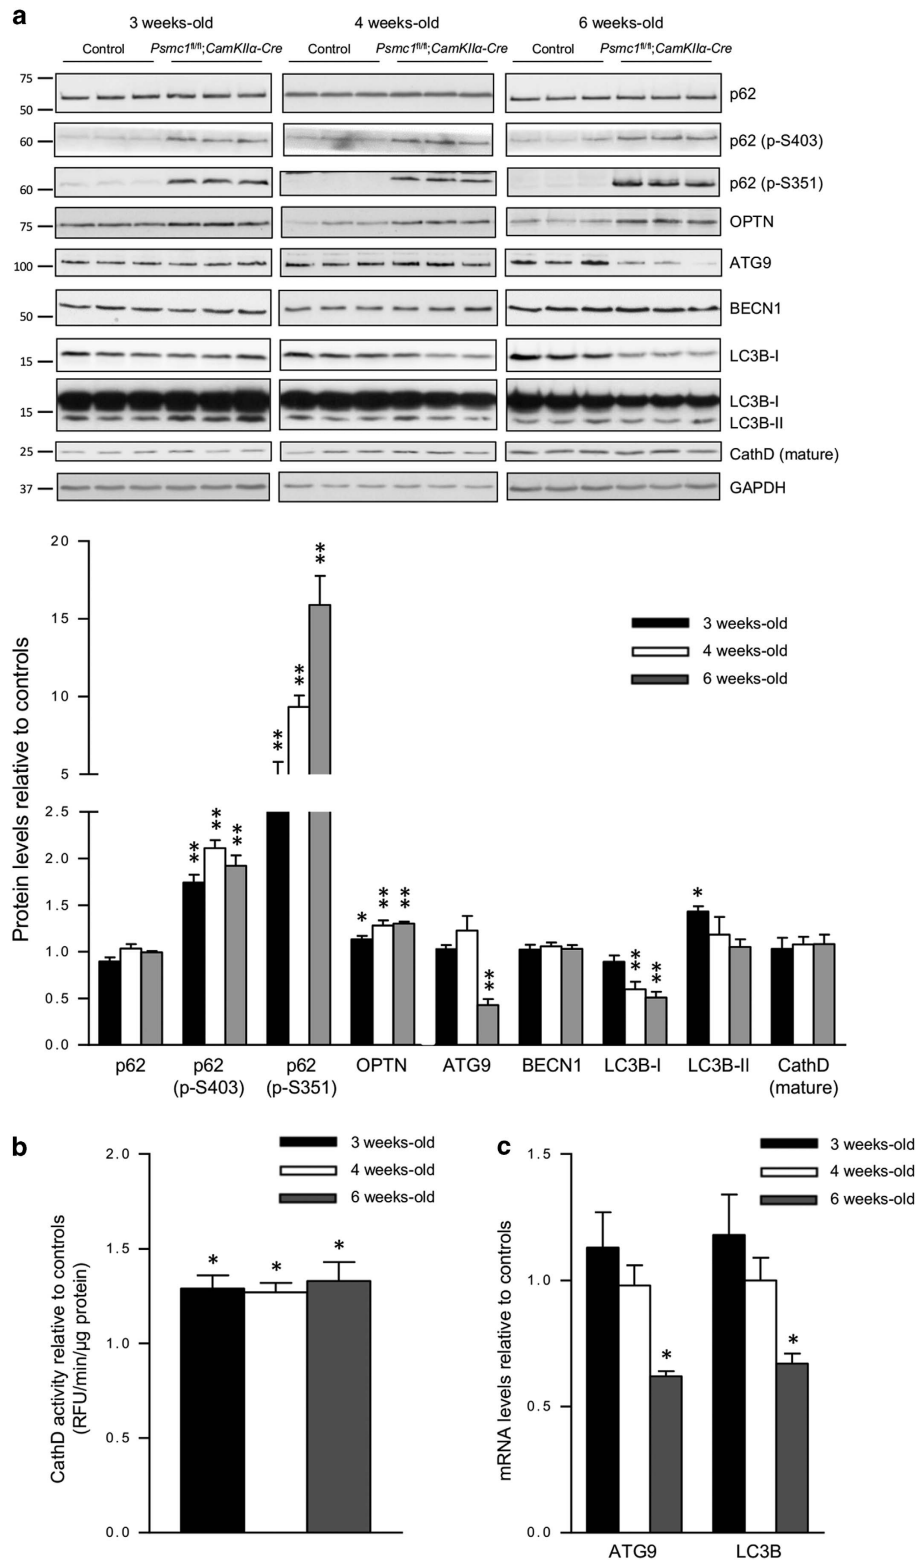 a
3 weeks-old 4 weeks-old 6 weeks-old
Control Psmc1fl/fl;CamKIIα-Cre Control Psmc1fl/fl;CamKIIα-Cre Control Psmc1fl/fl;CamKIIα-Cre
75
50
p62
60
p62 (p-S403)
60
p62 (p-S351)
75
OPTN
100
ATG9
50
BECN1
15
LC3B-I
15
LC3B-I
LC3B-II
25
CathD (mature)
37
GAPDH
Protein levels relative to controls
20
15
10
5
2.5
2.0
1.5
1.0
0.5
0.0
** ** ** ** ** ** * ** ** ** ** ** *
3 weeks-old
4 weeks-old
6 weeks-old
p62 p62 p62 OPTN ATG9 BECN1 LC3B-I LC3B-II CathD
(p-S403) (p-S351) (mature)
b
CathD activity relative to controls
(RFU/min/µg protein)
2.0
1.5
1.0
0.5
0.0
3 weeks-old
4 weeks-old
6 weeks-old
* * *
c
mRNA levels relative to controls
1.5
1.0
0.5
0.0
3 weeks-old
4 weeks-old
6 weeks-old
* *
ATG9 LC3B